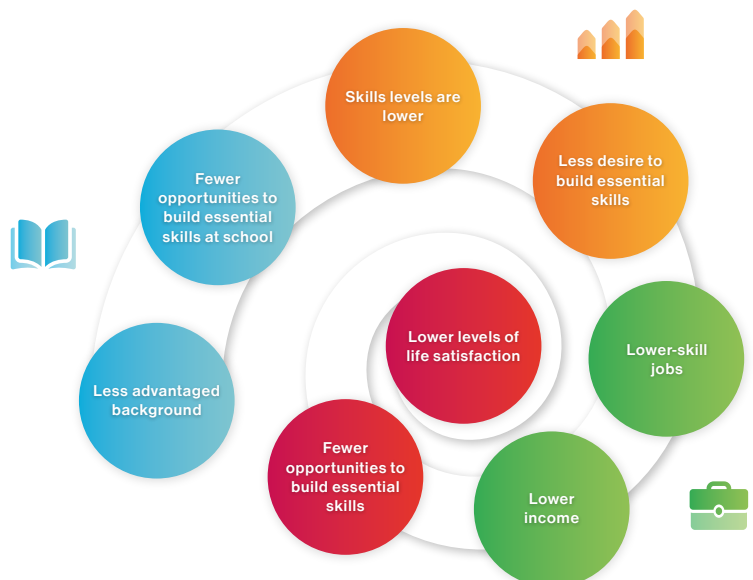 Skills levels are
lower
Less desire to
build essential
skills
Fewer
opportunities to
build essential
skills at school
Lower levels of
life satisfaction
Lower-skill
jobs
Less advantaged
background
Fewer
opportunities to
build essential
skills
Lower
income